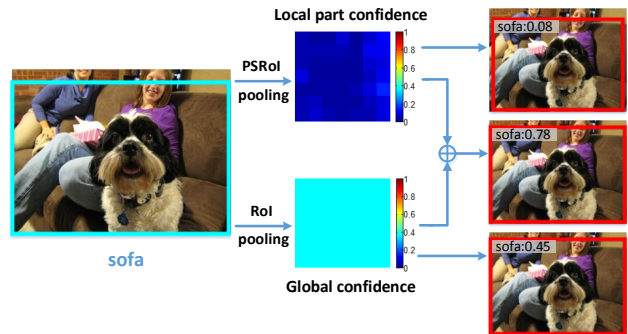 Local part confidence
PSRoI
pooling
1
0.8
0.6
0.4
0.2
0
sofa:0.08
sofa:0.78
sofa
RoI
pooling
1
0.8
0.6
0.4
0.2
0
Global confidence
sofa:0.45